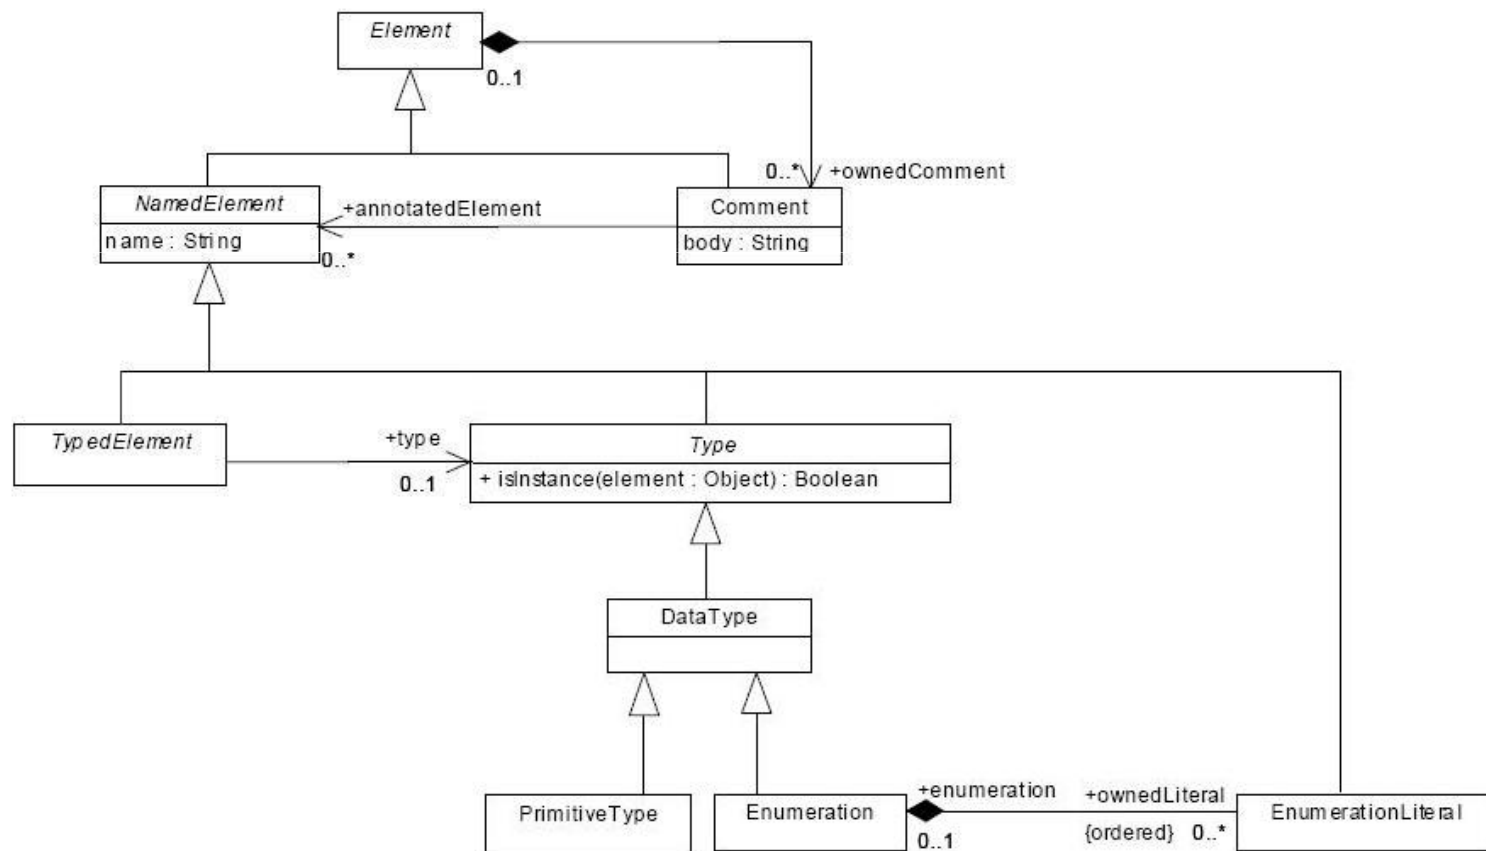 Element
0..1
0..*
+ownedComment
NamedElement
name : String
+annotatedElement
0..*
Comment
body : String
TypedElement
+type
0..1
Type
+ isInstance(element : Object) : Boolean
DataType
PrimitiveType
Enumeration
+enumeration
0..1
+ownedLiteral
{ordered} 0..*
EnumerationLiteral